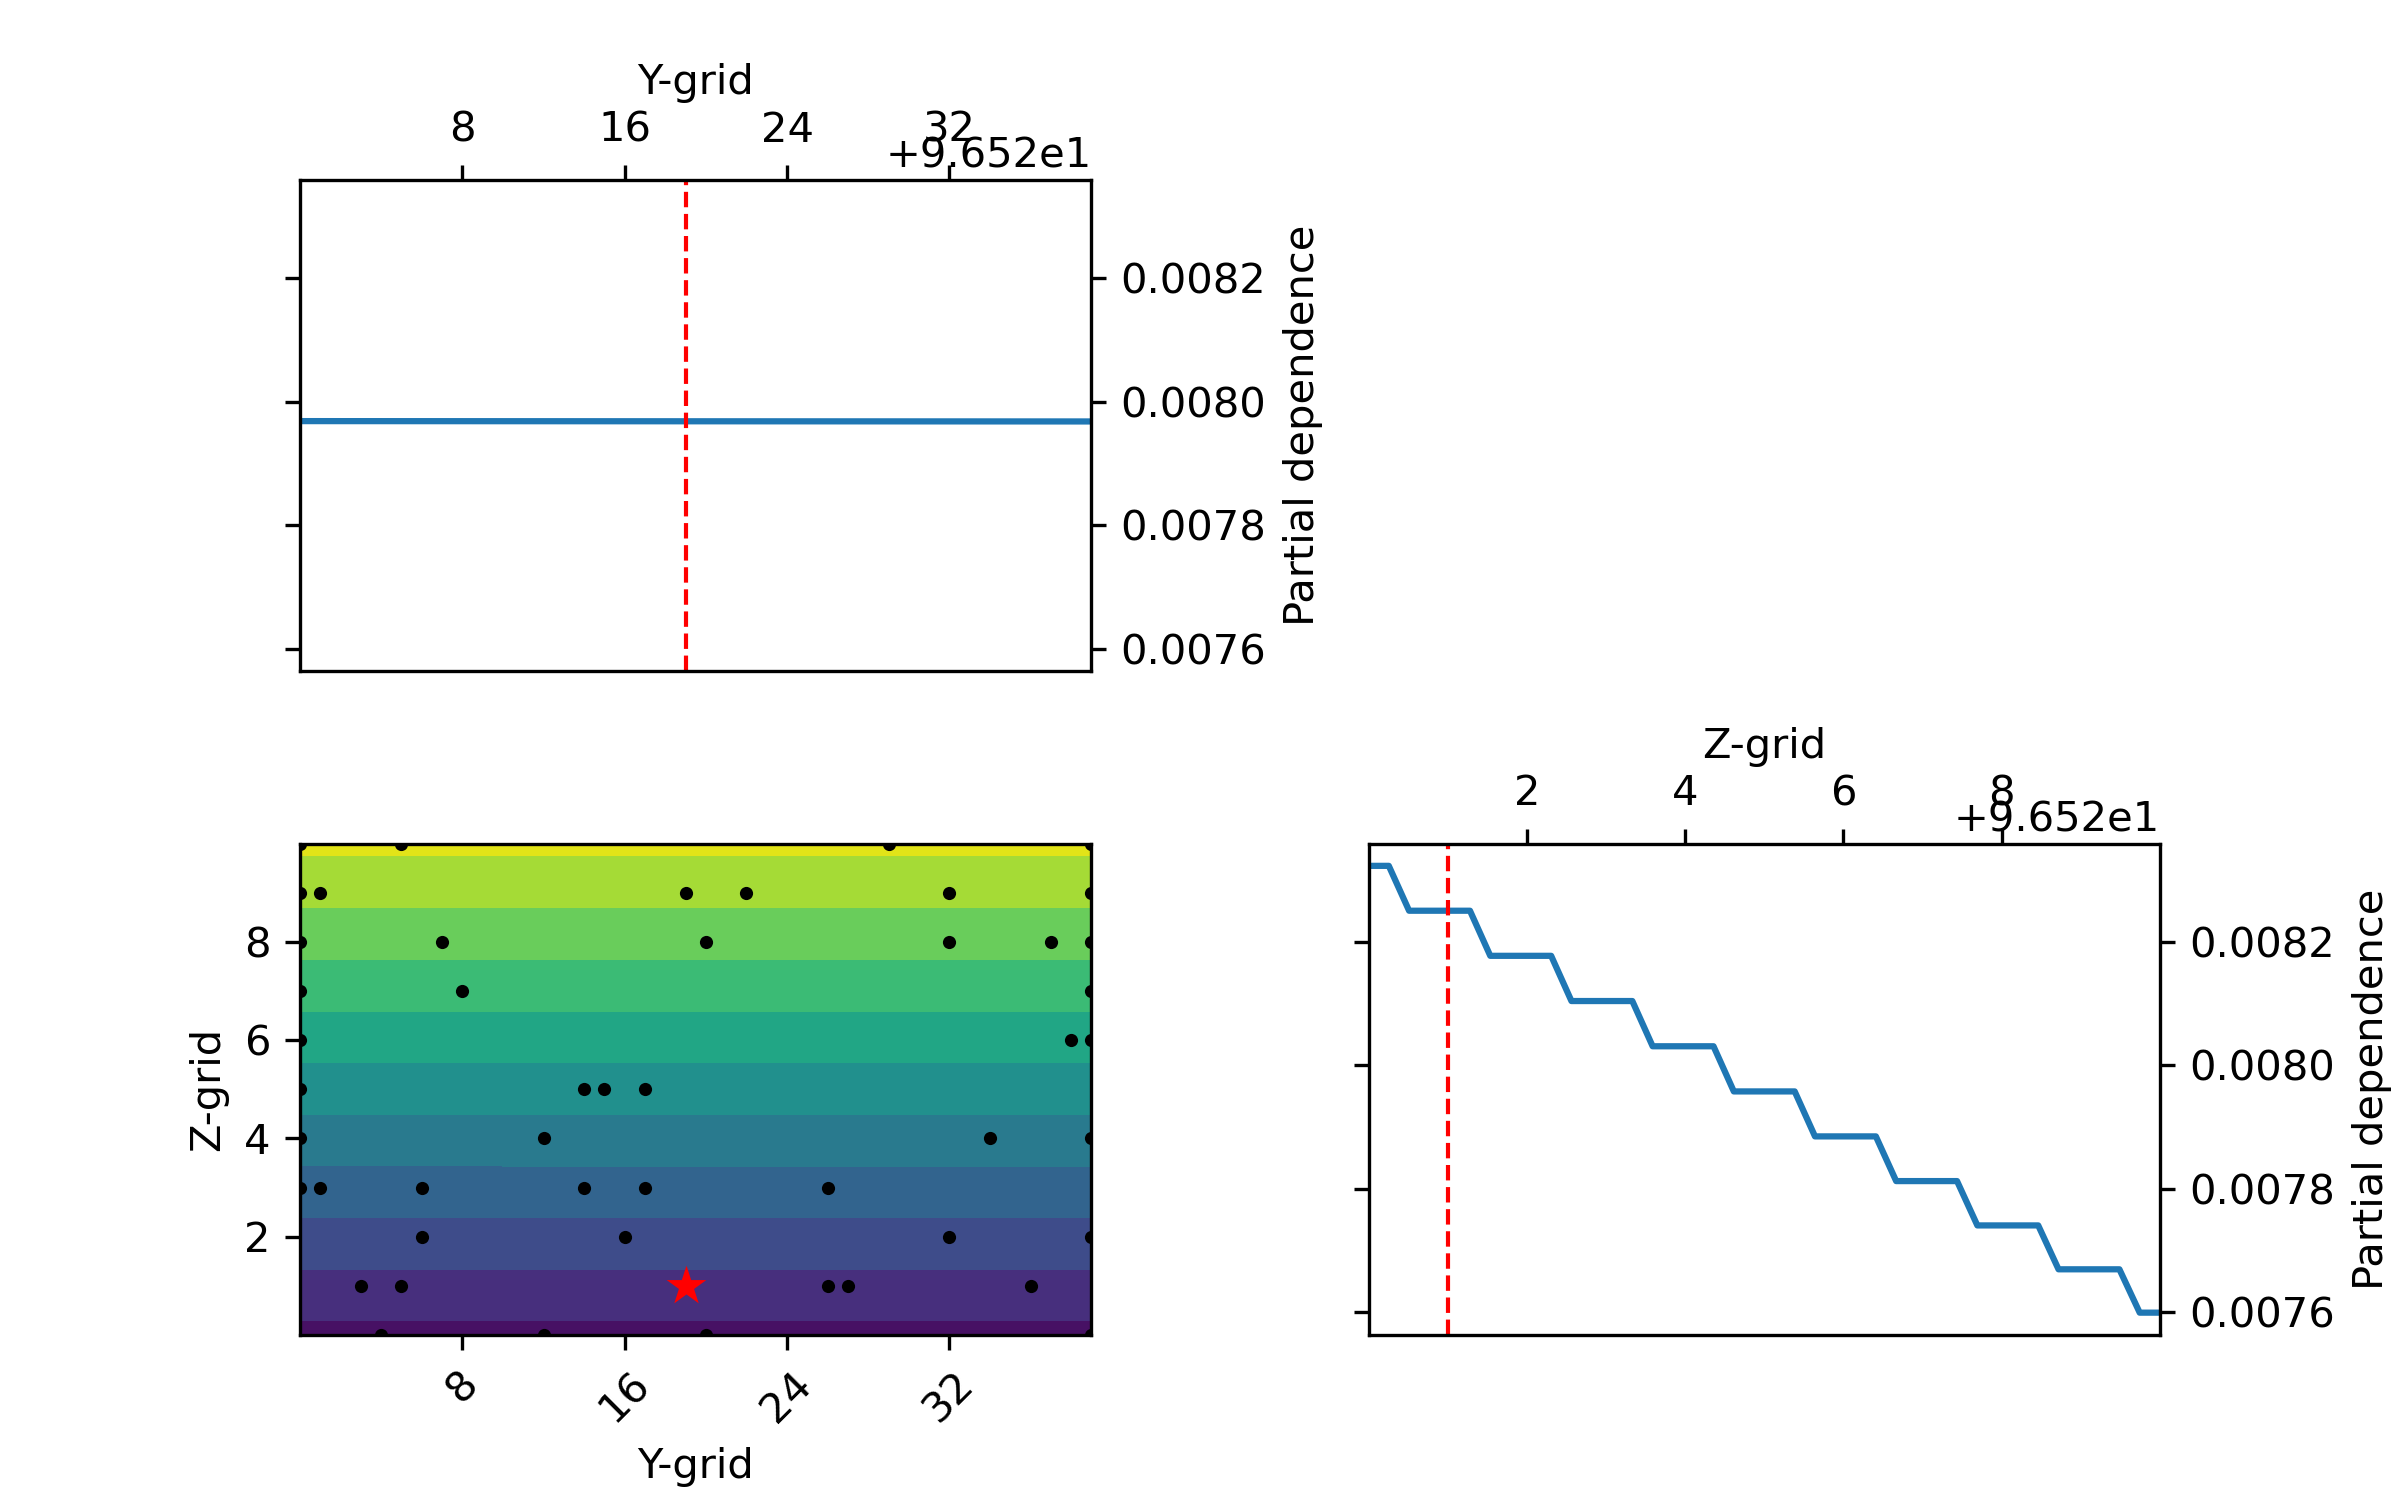 Y-grid
8 16 24 32
+9.652e1
0.0082
0.0080
0.0078
0.0076
Partial dependence
Z-grid
2 4 6 8
+9.652e1
8
6
4
2
Z-grid
8 16 24 32
Y-grid
0.0082
0.0080
0.0078
0.0076
Partial dependence